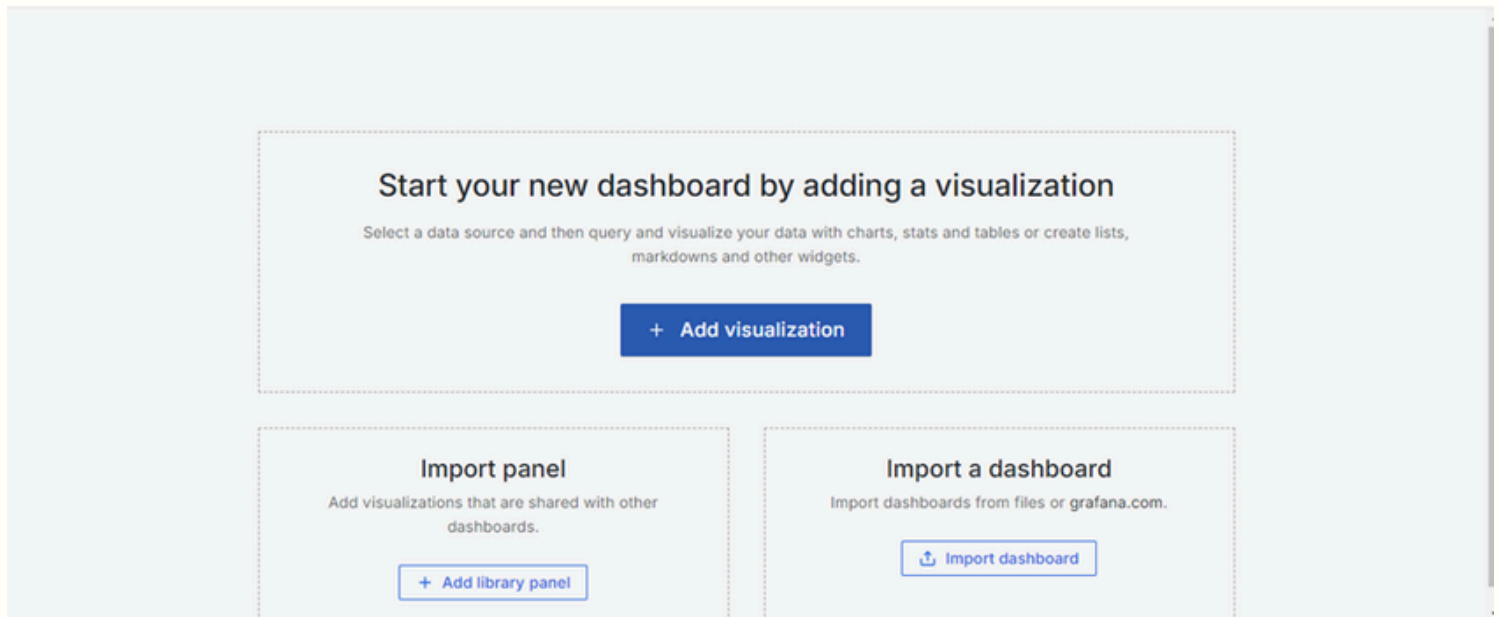 Start your new dashboard by adding a visualization
Select a data source and then query and visualize your data with charts, stats and tables or create lists,
markdowns and other widgets.
+ Add visualization
Import panel
Add visualizations that are shared with other
dashboards.
+ Add library panel
Import a dashboard
Import dashboards from files or grafana.com.
Import dashboard